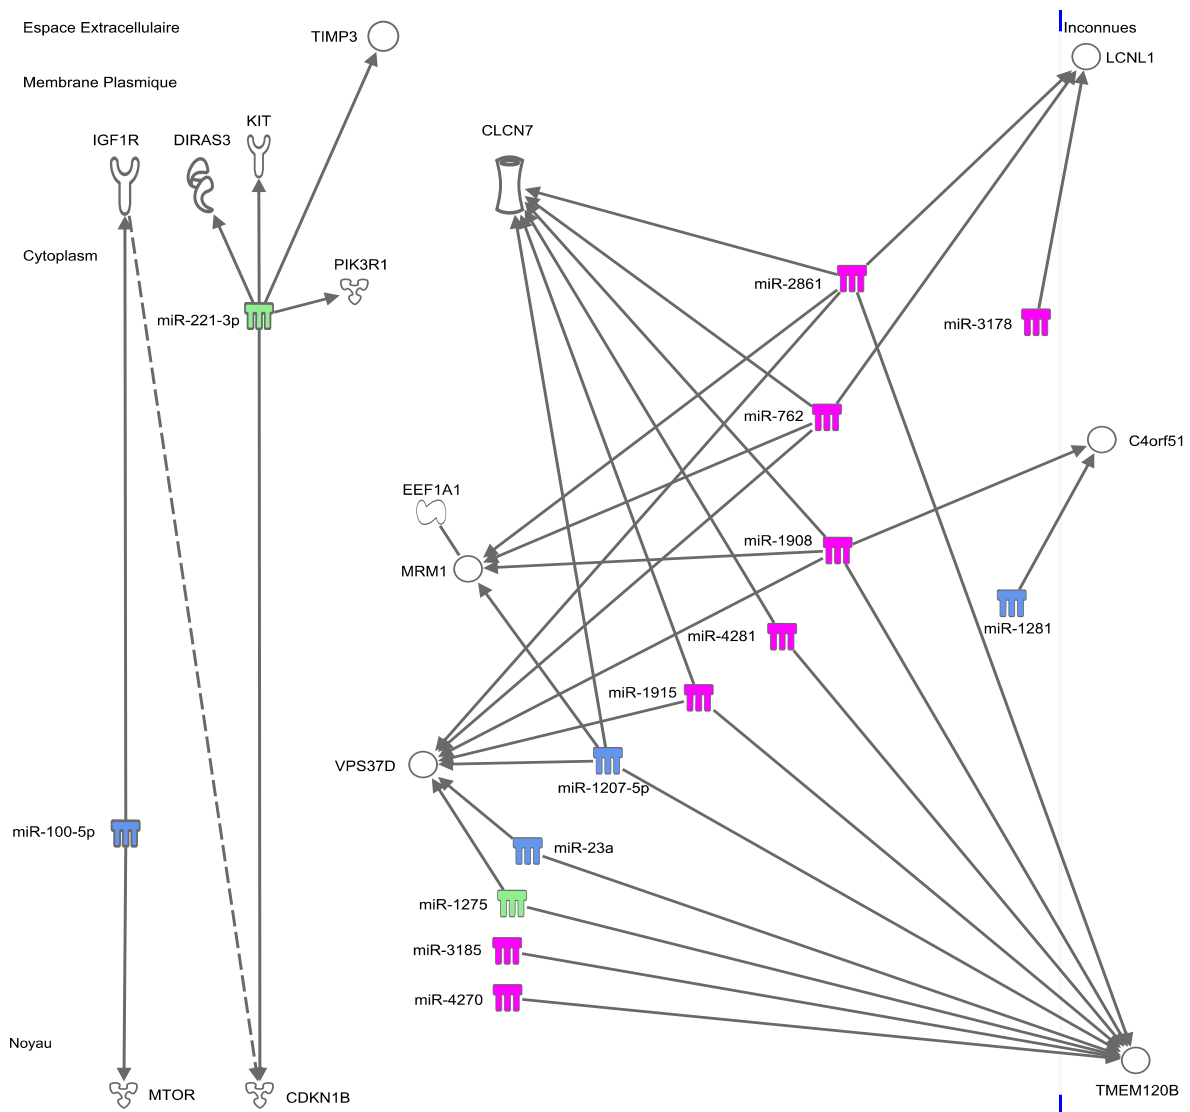 Espace Extracellulaire
Inconnues
TIMP3
LCNL1
Membrane Plasmique
KIT
CLCN7
IGF1R
DIRAS3
Cytoplasm
PIK3R1
miR-2861
miR-221-3p
miR-3178
miR-762
C4orf51
EEF1A1
miR-1908
MRM1
miR-1281
miR-4281
miR-1915
VPS37D
miR-1207-5p
miR-100-5p
miR-23a
miR-1275
miR-3185
miR-4270
Noyau
TMEM120B
MTOR
CDKN1B